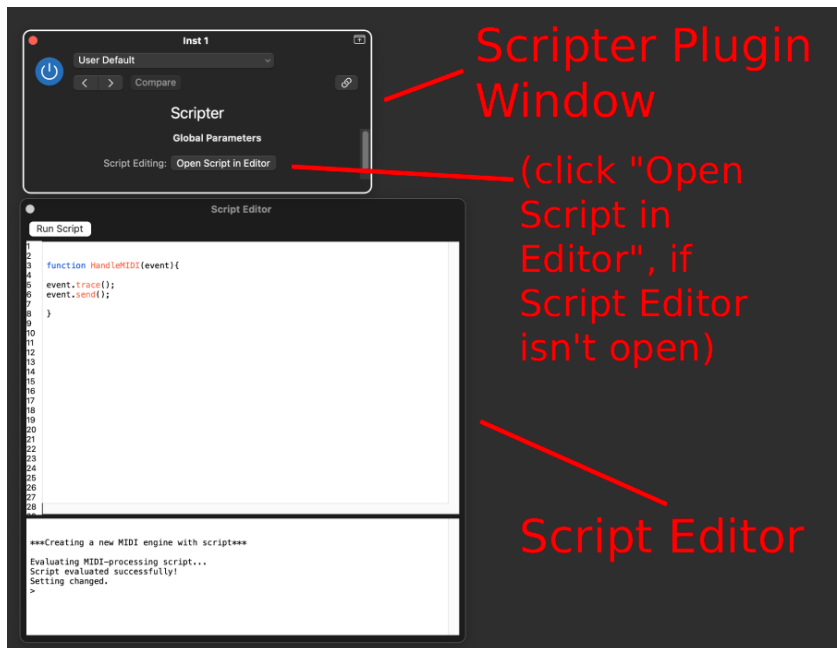 Inst 1
User Default
Compare
Scripter
Global Parameters
Script Editing: Open Script in Editor
Scripter Plugin
Window
(click "Open
Script in
Editor", if
Script Editor
isn't open)
Script Editor
Run Script
1
2
3 function HandleMIDI(event){
4
5 event.trace();
6 event.send();
7
8 }
9
10
11
12
13
14
15
16
17
18
19
20
21
22
23
24
25
26
27
28
Script Editor
***Creating a new MIDI engine with script***
Evaluating MIDI-processing script...
Script evaluated successfully!
Setting changed.
>